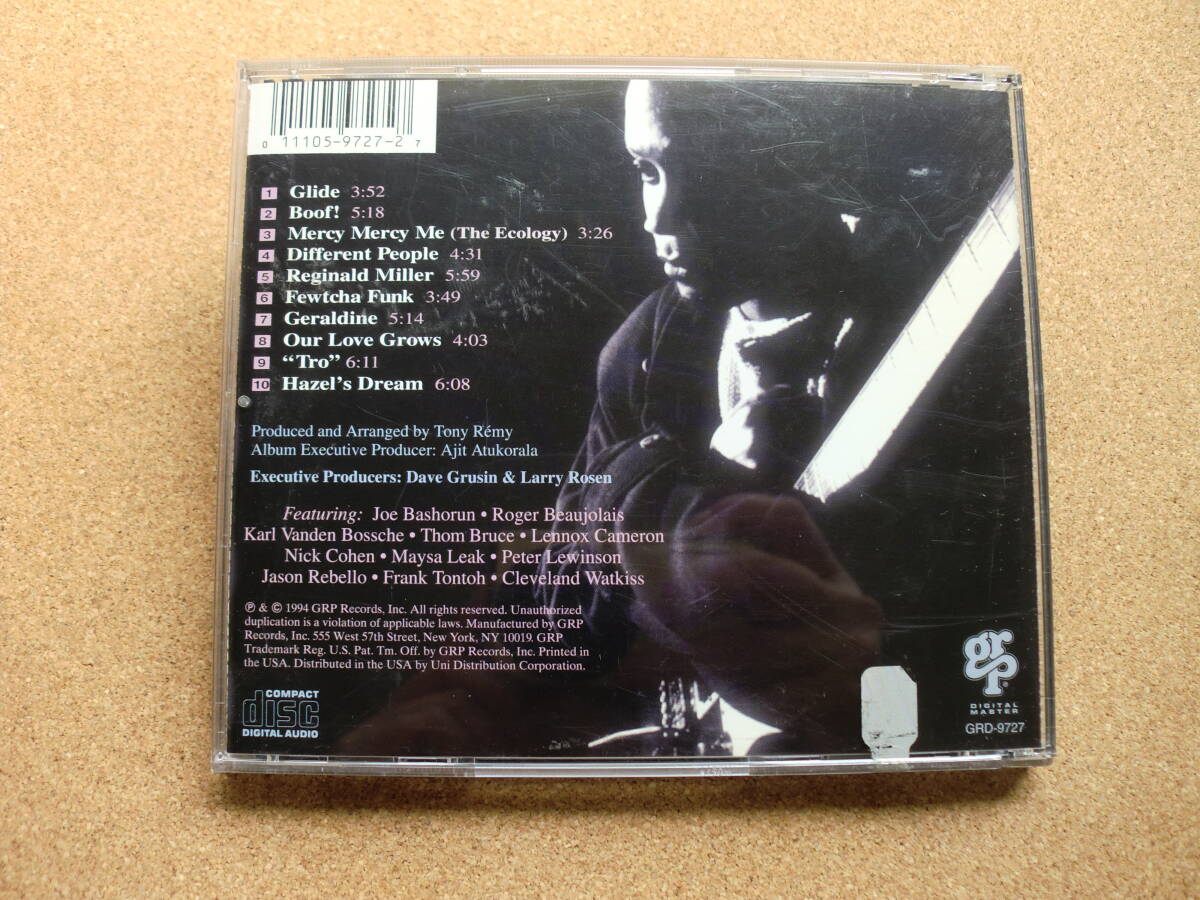 0 11105-9727-2 7
1 Glide 3:52
2 Boof! 5:18
3 Mercy Mercy Me (The Ecology) 3:26
4 Different People 4:31
5 Reginald Miller 5:59
6 Fewtcha Funk 3:49
7 Geraldine 5:14
8 Our Love Grows 4:03
9 “Tro” 6:11
10 Hazel’s Dream 6:08
Produced and Arranged by Tony Rémy
Album Executive Producer: Ajit Atukorala
Executive Producers: Dave Grusin & Larry Rosen
Featuring: Joe Bashorun • Roger Beaujolais
Karl Vanden Bossche • Thom Bruce • Lennox Cameron
Nick Cohen • Maysa Leak • Peter Lewinson
Jason Rebello • Frank Tontoh • Cleveland Watkiss
℗ & © 1994 GRP Records, Inc. All rights reserved. Unauthorized
duplication is a violation of applicable laws. Manufactured by GRP
Records, Inc. 555 West 57th Street, New York, NY 10019. GRP
Trademark Reg. U.S. Pat. Tm. Off. by GRP Records, Inc. Printed in
the USA. Distributed in the USA by Uni Distribution Corporation.
COMPACT
disc
DIGITAL AUDIO
grp
DIGITAL
MASTER
GRD-9727